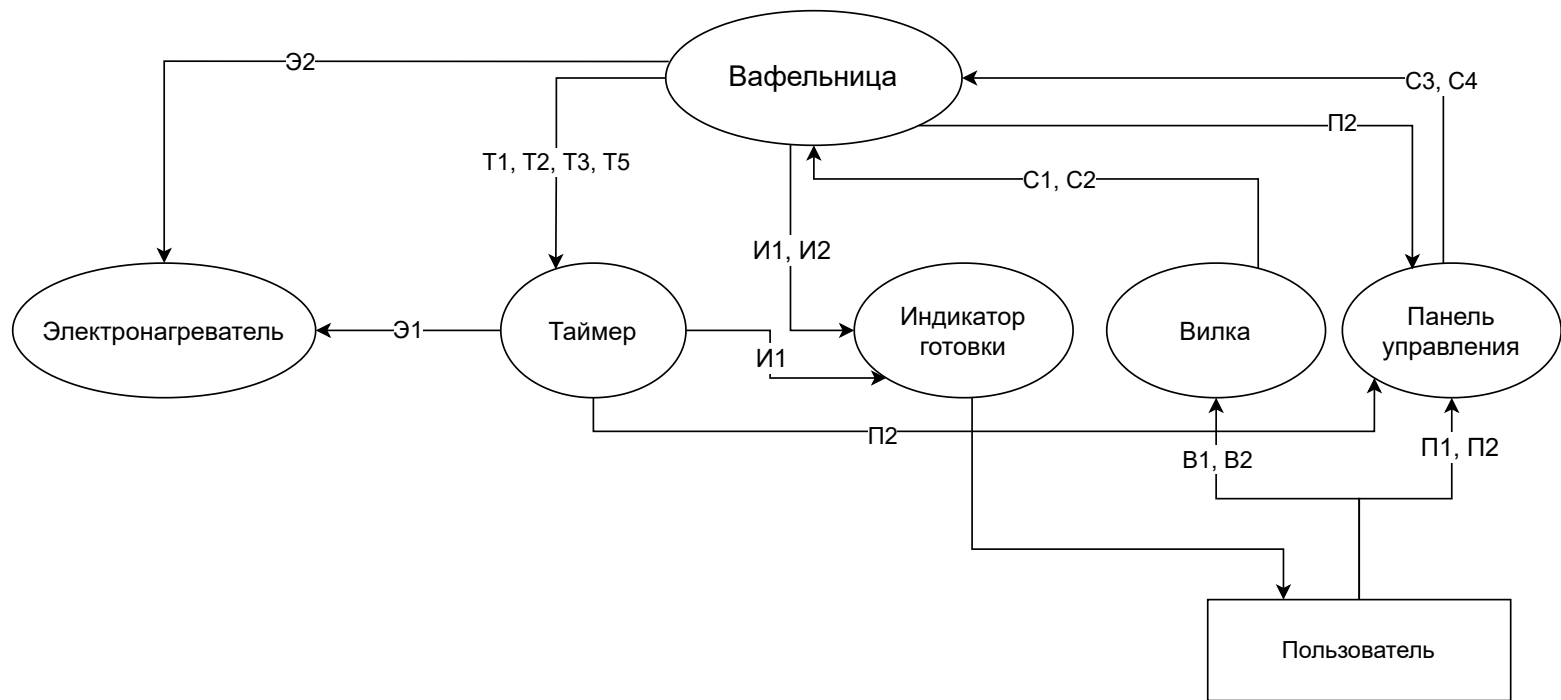 Э2
Вафельница
С3, С4
П2
Т1, Т2, Т3, Т5
С1, С2
И1, И2
Электронагреватель
Э1
Таймер
И1
Индикатор
готовки
Вилка
Панель
управления
П2
В1, В2
П1, П2
Пользователь